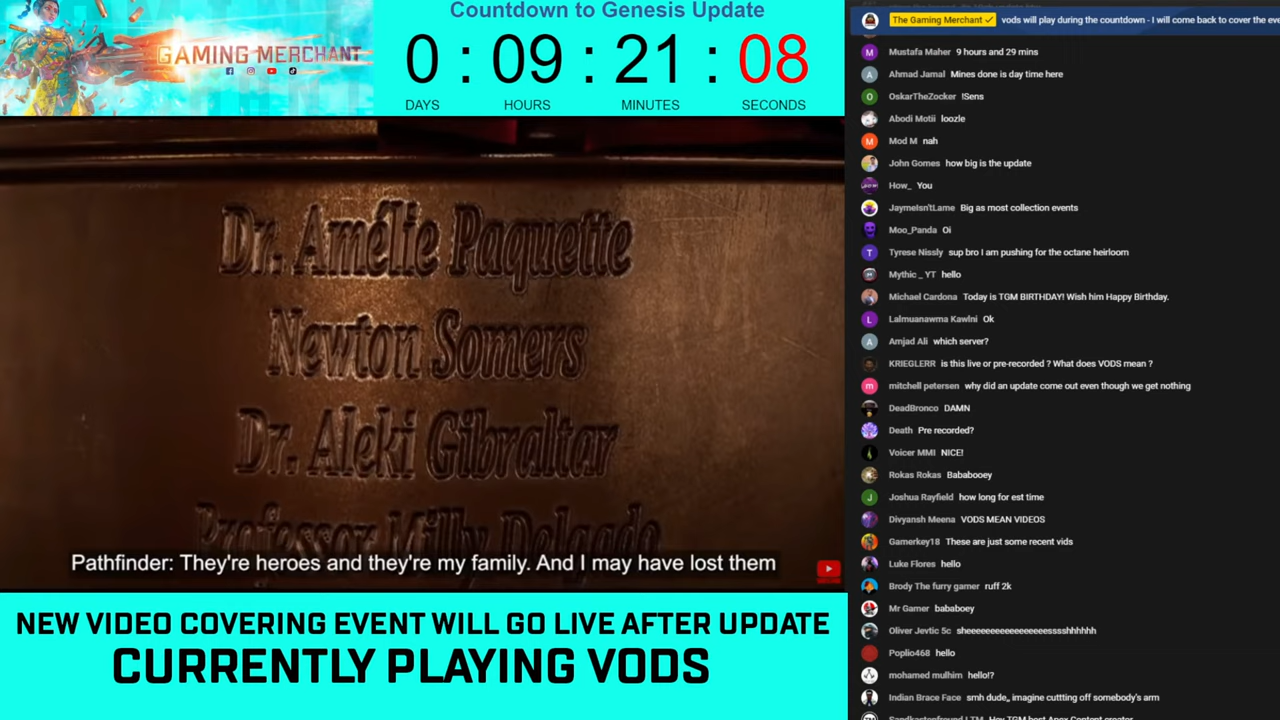 Countdown to Genesis Update
GAMING MERCHANT
0 : 09 : 21 : 08
DAYS HOURS MINUTES SECONDS
Dr. Amélie Paquette
Newton Somers
Dr. Aleki Gibraltar
Professor Milly Delgado
Pathfinder: They're heroes and they're my family. And I may have lost them
NEW VIDEO COVERING EVENT WILL GO LIVE AFTER UPDATE
CURRENTLY PLAYING VODS
The Gaming Merchant vods will play during the countdown - I will come back to cover the eve
Mustafa Maher 9 hours and 29 mins
Ahmad Jamal Mines done is day time here
OskarTheZocker !Sens
Abodi Motii loozle
Mod M nah
John Gomes how big is the update
How_ You
JaymeIsn'tLame Big as most collection events
Moo_Panda Oi
Tyrese Nissly sup bro I am pushing for the octane heirloom
Mythic _ YT hello
Michael Cardona Today is TGM BIRTHDAY! Wish him Happy Birthday.
Lalmuanawma Kawlni Ok
Amjad Ali which server?
KRIEGLERR is this live or pre-recorded ? What does VODS mean ?
mitchell petersen why did an update come out even though we get nothing
DeadBronco DAMN
Death Pre recorded?
Voicer MMI NICE!
Rokas Rokas Bababooey
Joshua Rayfield how long for est time
Divyansh Meena VODS MEAN VIDEOS
Gamerkey18 These are just some recent vids
Luke Flores hello
Brody The furry gamer ruff 2k
Mr Gamer bababoey
Oliver Jevtic 5c sheeeeeeeeeeeeeeeesssshhhhhh
Poplio468 hello
mohamed mulhim hello!?
Indian Brace Face smh dude,, imagine cuttting off somebody's arm